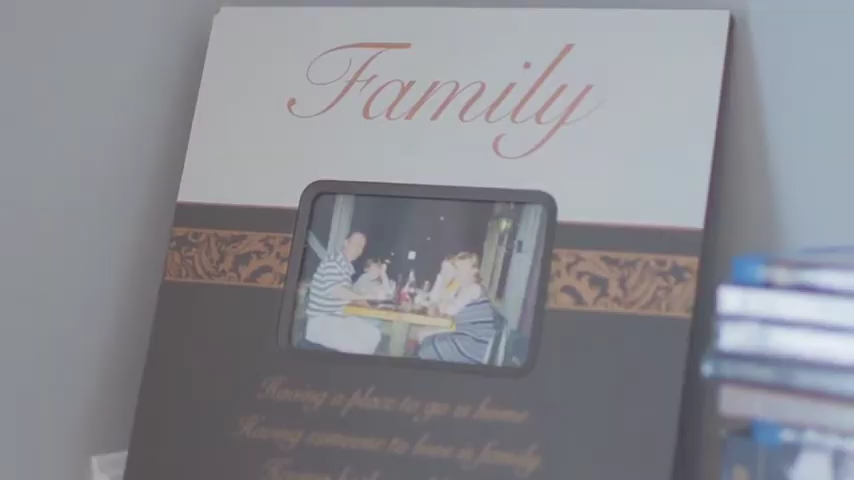 Family
Having a place to go is home
Having someone to love is family